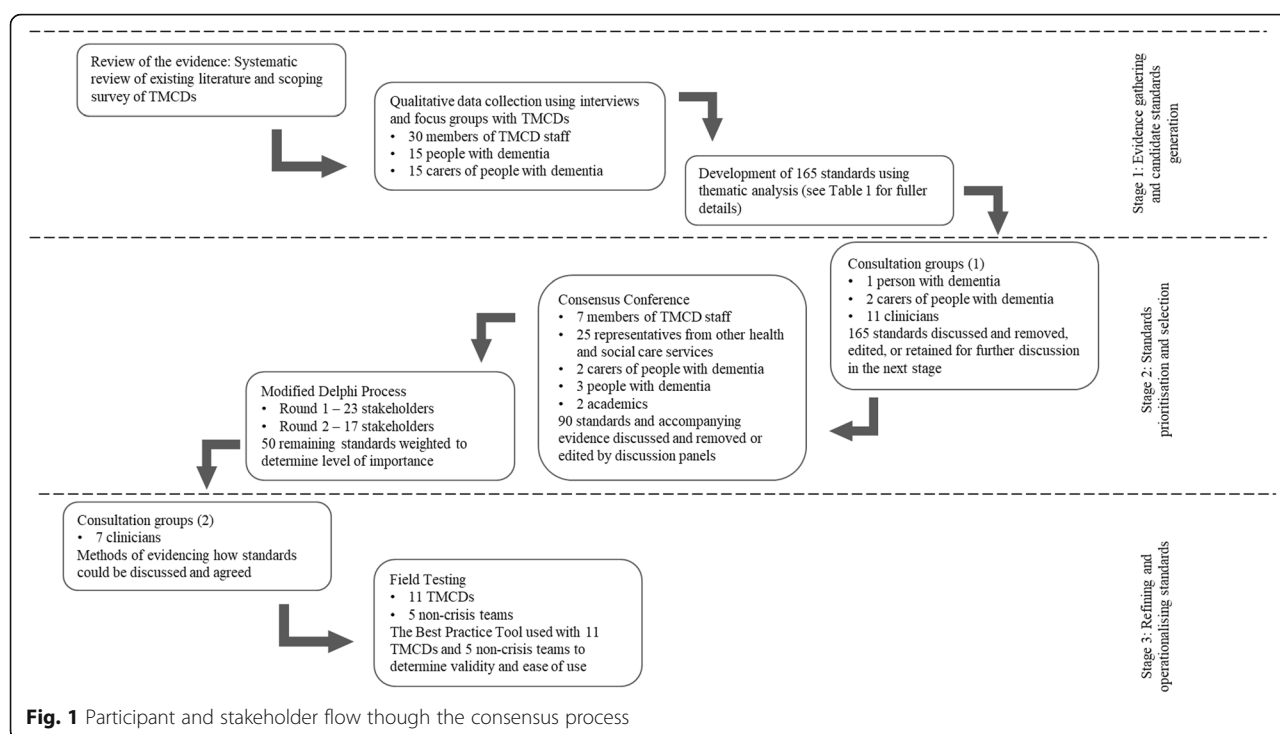 Review of the evidence: Systematic
review of existing literature and scoping
survey of TMCDs
Qualitative data collection using interviews
and focus groups with TMCDs
• 30 members of TMCD staff
• 15 people with dementia
• 15 carers of people with dementia
Development of 165 standards using
thematic analysis (see Table 1 for fuller
details)
Stage 1: Evidence gathering
and candidate standards
generation
Consultation groups (1)
• 1 person with dementia
• 2 carers of people with dementia
• 11 clinicians
165 standards discussed and removed,
edited, or retained for further discussion
in the next stage
Consensus Conference
• 7 members of TMCD staff
• 25 representatives from other health
and social care services
• 2 carers of people with dementia
• 3 people with dementia
• 2 academics
90 standards and accompanying
evidence discussed and removed or
edited by discussion panels
Modified Delphi Process
• Round 1 – 23 stakeholders
• Round 2 – 17 stakeholders
50 remaining standards weighted to
determine level of importance
Stage 2: Standards
prioritisation and selection
Consultation groups (2)
• 7 clinicians
Methods of evidencing how standards
could be discussed and agreed
Field Testing
• 11 TMCDs
• 5 non-crisis teams
The Best Practice Tool used with 11
TMCDs and 5 non-crisis teams to
determine validity and ease of use
Stage 3: Refining and
operationalising standards
Fig. 1 Participant and stakeholder flow though the consensus process